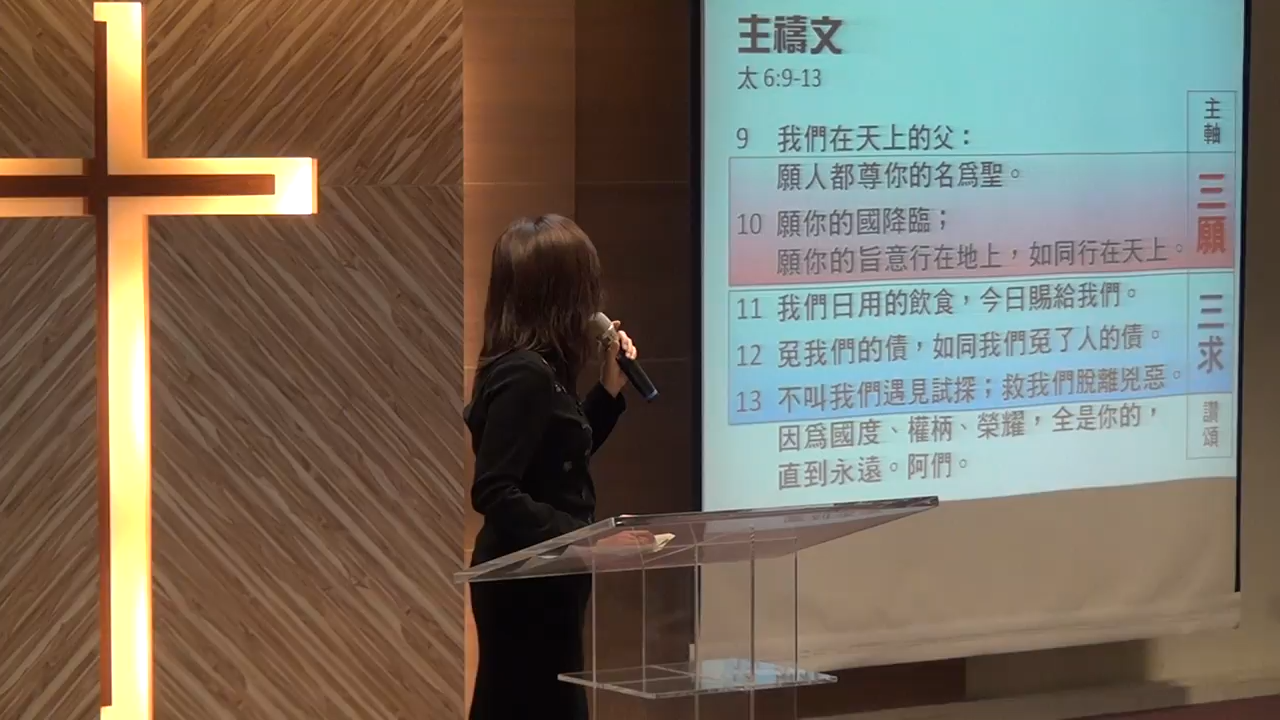 主禱文
太 6:9-13
主軸
9 我們在天上的父：
願人都尊你的名爲聖。
10 願你的國降臨；
願你的旨意行在地上，如同行在天上。
三願
11 我們日用的飲食，今日賜給我們。
12 免我們的債，如同我們免了人的債。
13 不叫我們遇見試探；救我們脫離兇惡。
三求
因爲國度、權柄、榮耀，全是你的，
直到永遠。阿們。
讚頌